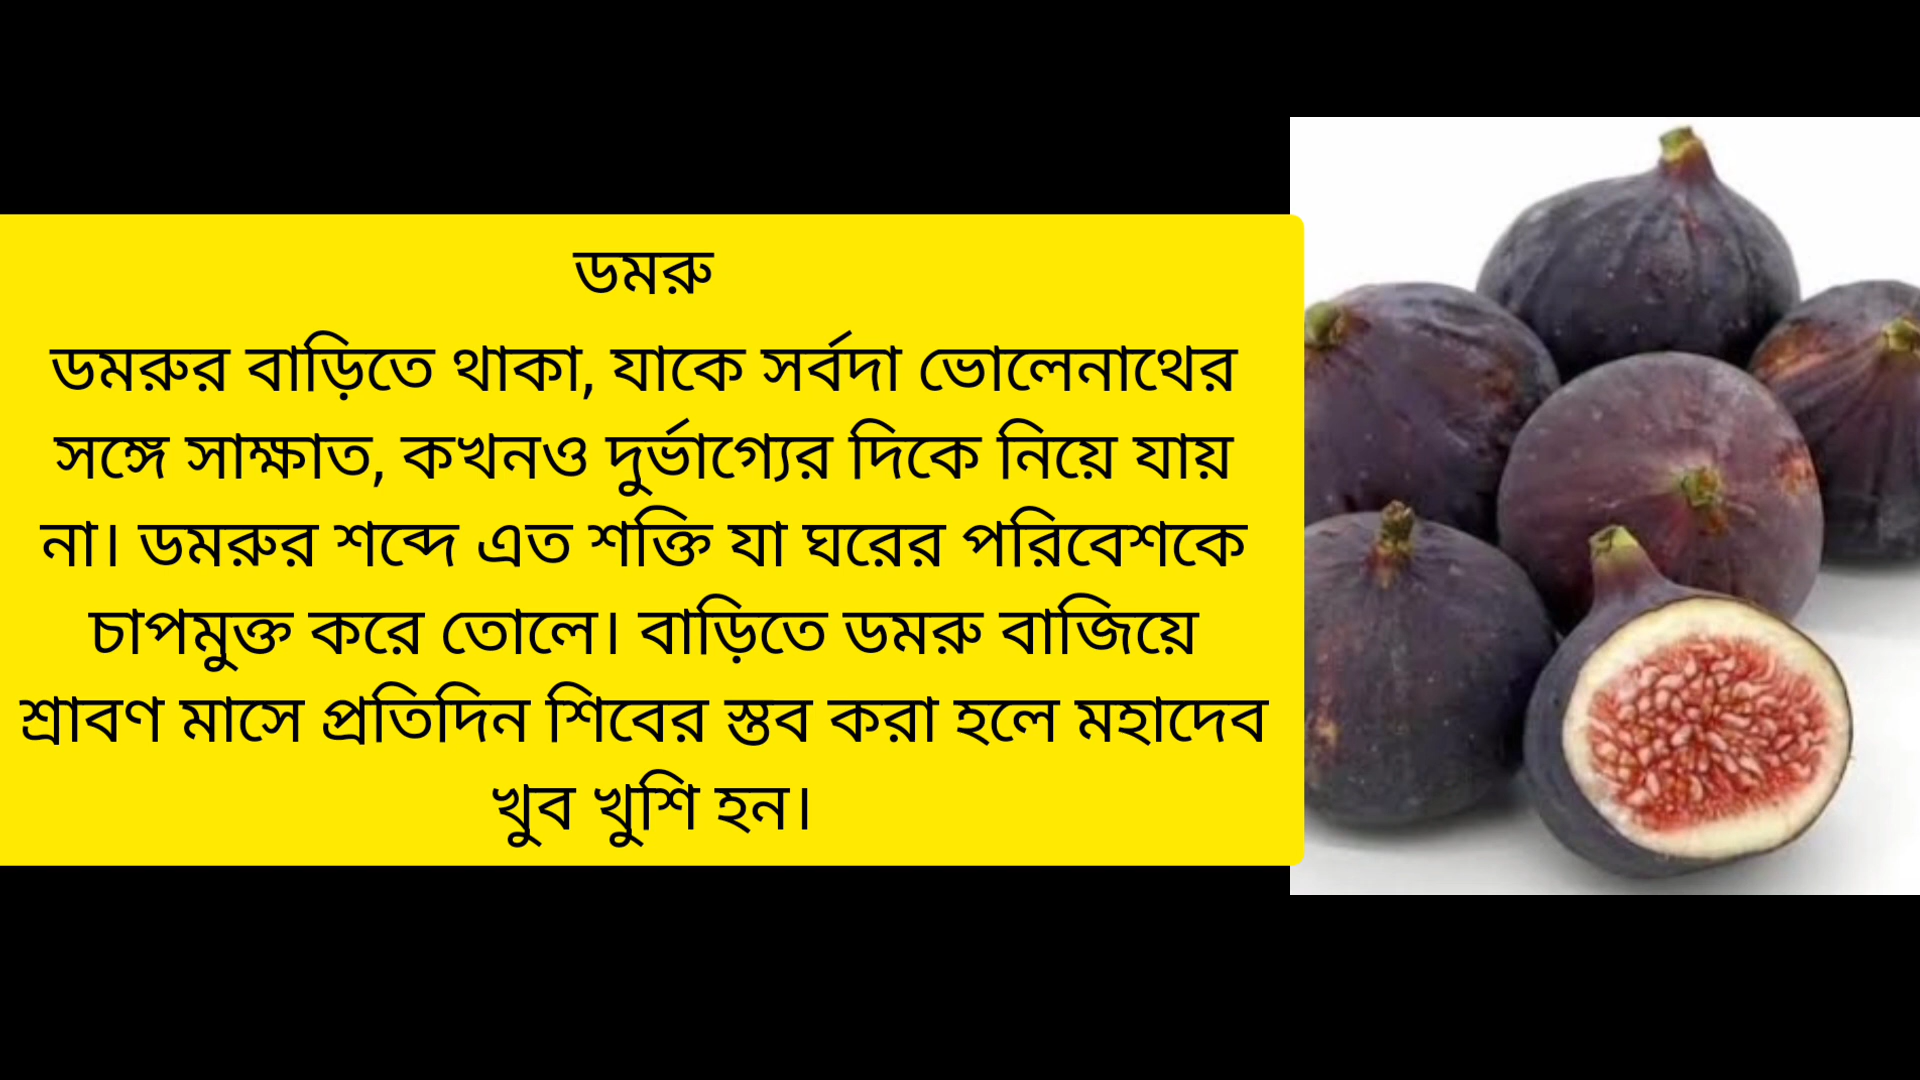 ডমরু
ডমরুর বাড়িতে থাকা, যাকে সর্বদা ভোলেনাথের
সঙ্গে সাক্ষাত, কখনও দুর্ভাগ্যের দিকে নিয়ে যায়
না। ডমরুর শব্দে এত শক্তি যা ঘরের পরিবেশকে
চাপমুক্ত করে তোলে। বাড়িতে ডমরু বাজিয়ে
শ্রাবণ মাসে প্রতিদিন শিবের স্তব করা হলে মহাদেব
খুব খুশি হন।